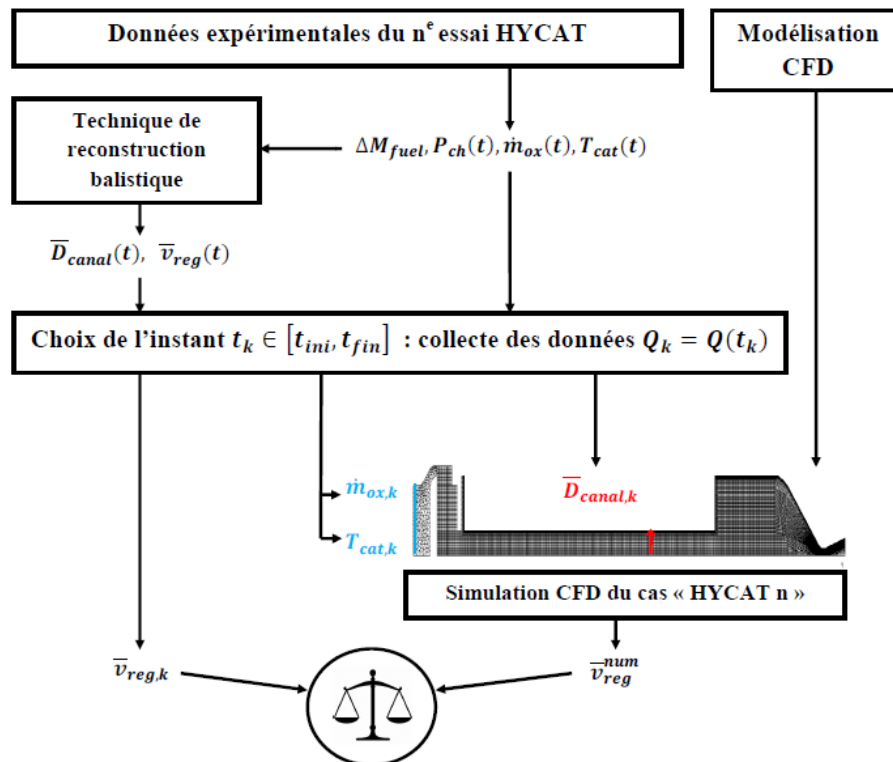 Données expérimentales du nᵉ essai HYCAT
Modélisation
CFD
Technique de
reconstruction
balistique
ΔM_fuel, P_ch(t), ṁ_ox(t), T_cat(t)
D̅_canal(t), v̅_reg(t)
Choix de l’instant t_k ∈ [t_ini, t_fin] : collecte des données Q_k = Q(t_k)
ṁ_ox,k
D̅_canal,k
T_cat,k
Simulation CFD du cas « HYCAT n »
v̅_reg,k
v̅_reg^num